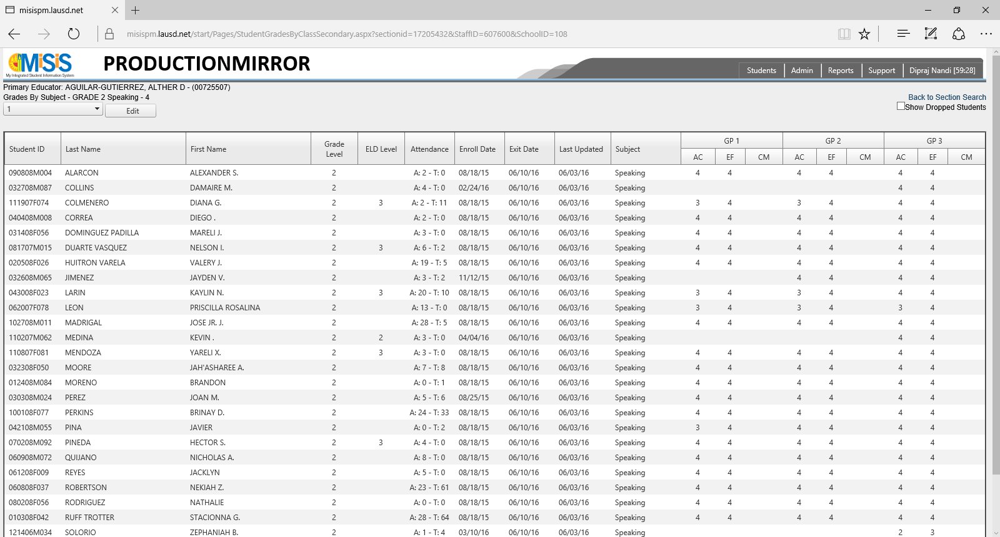 misispm.lausd.net
misispm.lausd.net/start/Pages/StudentGradesByClassSecondary.aspx?sectionid=17205432&StaffID=607600&SchoolID=108
MiSiS
My Integrated Student Information System
PRODUCTIONMIRROR
Students Admin Reports Support Dipraj Nandi [59:28]
Primary Educator: AGUILAR-GUTIERREZ, ALTHER D - (00725507)
Grades By Subject - GRADE 2 Speaking - 4
Back to Section Search
1 Edit
Show Dropped Students
GP 1 GP 2 GP 3
Student ID Last Name First Name Grade Level ELD Level Attendance Enroll Date Exit Date Last Updated Subject AC EF CM AC EF CM AC EF CM
090808M004 ALARCON ALEXANDER S. 2 A: 2 - T: 0 08/18/15 06/10/16 06/03/16 Speaking 4 4 4 4 4 4
032708M087 COLLINS DAMAIRE M. 2 A: 4 - T: 0 02/24/16 06/10/16 06/03/16 Speaking 4 4
111907F074 COLMENERO DIANA G. 2 3 A: 2 - T: 11 08/18/15 06/10/16 06/03/16 Speaking 3 4 3 4 4 4
040408M008 CORREA DIEGO . 2 A: 2 - T: 0 08/18/15 06/10/16 06/03/16 Speaking 4 4 4 4 4 4
031408F056 DOMINGUEZ PADILLA MARELI J. 2 A: 3 - T: 0 08/18/15 06/10/16 06/03/16 Speaking 4 4 4 4 4 4
081707M015 DUARTE VASQUEZ NELSON I. 2 3 A: 6 - T: 2 08/18/15 06/10/16 06/03/16 Speaking 4 4 4 4 4 4
020508F026 HUITRON VARELA VALERY J. 2 A: 19 - T: 5 08/18/15 06/10/16 06/03/16 Speaking 4 4 4 4 4 4
032608M065 JIMENEZ JAYDEN V. 2 A: 3 - T: 2 11/12/15 06/10/16 06/03/16 Speaking 4 4 4 4
043008F023 LARIN KAYLIN N. 2 3 A: 20 - T: 10 08/18/15 06/10/16 06/03/16 Speaking 3 4 3 4 4 4
062007F078 LEON PRISCILLA ROSALINA 2 A: 13 - T: 0 08/18/15 06/10/16 06/03/16 Speaking 3 4 3 4 3 4
102708M011 MADRIGAL JOSE JR. J. 2 A: 28 - T: 5 08/18/15 06/10/16 06/03/16 Speaking 4 4 4 4 4 4
110207M062 MEDINA KEVIN . 2 2 A: 3 - T: 0 04/04/16 06/10/16 06/03/16 Speaking 4 4
110807F081 MENDOZA YARELI X. 2 3 A: 3 - T: 0 08/18/15 06/10/16 06/03/16 Speaking 4 4 4 4 4 4
032308F050 MOORE JAH'ASHAREE A. 2 A: 7 - T: 8 08/18/15 06/10/16 06/03/16 Speaking 4 4 4 4 4 4
012408M084 MORENO BRANDON 2 A: 0 - T: 1 08/18/15 06/10/16 06/03/16 Speaking 4 4 4 4 4 4
030308M024 PEREZ JOAN M. 2 A: 5 - T: 6 08/25/15 06/10/16 06/03/16 Speaking 4 4 4 4 4 4
100108F077 PERKINS BRINAY D. 2 A: 24 - T: 33 08/18/15 06/10/16 06/03/16 Speaking 4 4 4 4 4 4
042108M055 PINA JAVIER 2 A: 0 - T: 2 08/18/15 06/10/16 06/03/16 Speaking 3 4 4 4 4 4
070208M092 PINEDA HECTOR S. 2 3 A: 4 - T: 0 08/18/15 06/10/16 06/03/16 Speaking 4 4 4 4 4 4
060908M072 QUIJANO NICHOLAS A. 2 A: 8 - T: 0 08/18/15 06/10/16 06/03/16 Speaking 4 4 4 4 4 4
061208F009 REYES JACKLYN 2 A: 5 - T: 0 08/18/15 06/10/16 06/03/16 Speaking 4 4 4 4 4 4
060808F037 ROBERTSON NEKIAH Z. 2 A: 23 - T: 61 08/18/15 06/10/16 06/03/16 Speaking 4 4 4 4 4 4
080208F056 RODRIGUEZ NATHALIE 2 A: 0 - T: 0 08/18/15 06/10/16 06/03/16 Speaking 4 4 4 4 4 4
010308F042 RUFF TROTTER STACIONNA G. 2 A: 28 - T: 64 08/18/15 06/10/16 06/03/16 Speaking 4 4 4 4 4 4
121406M034 SOLORIO ZEPHANIAH B. 2 A: 1 - T: 4 03/10/16 06/10/16 06/03/16 Speaking 2 3